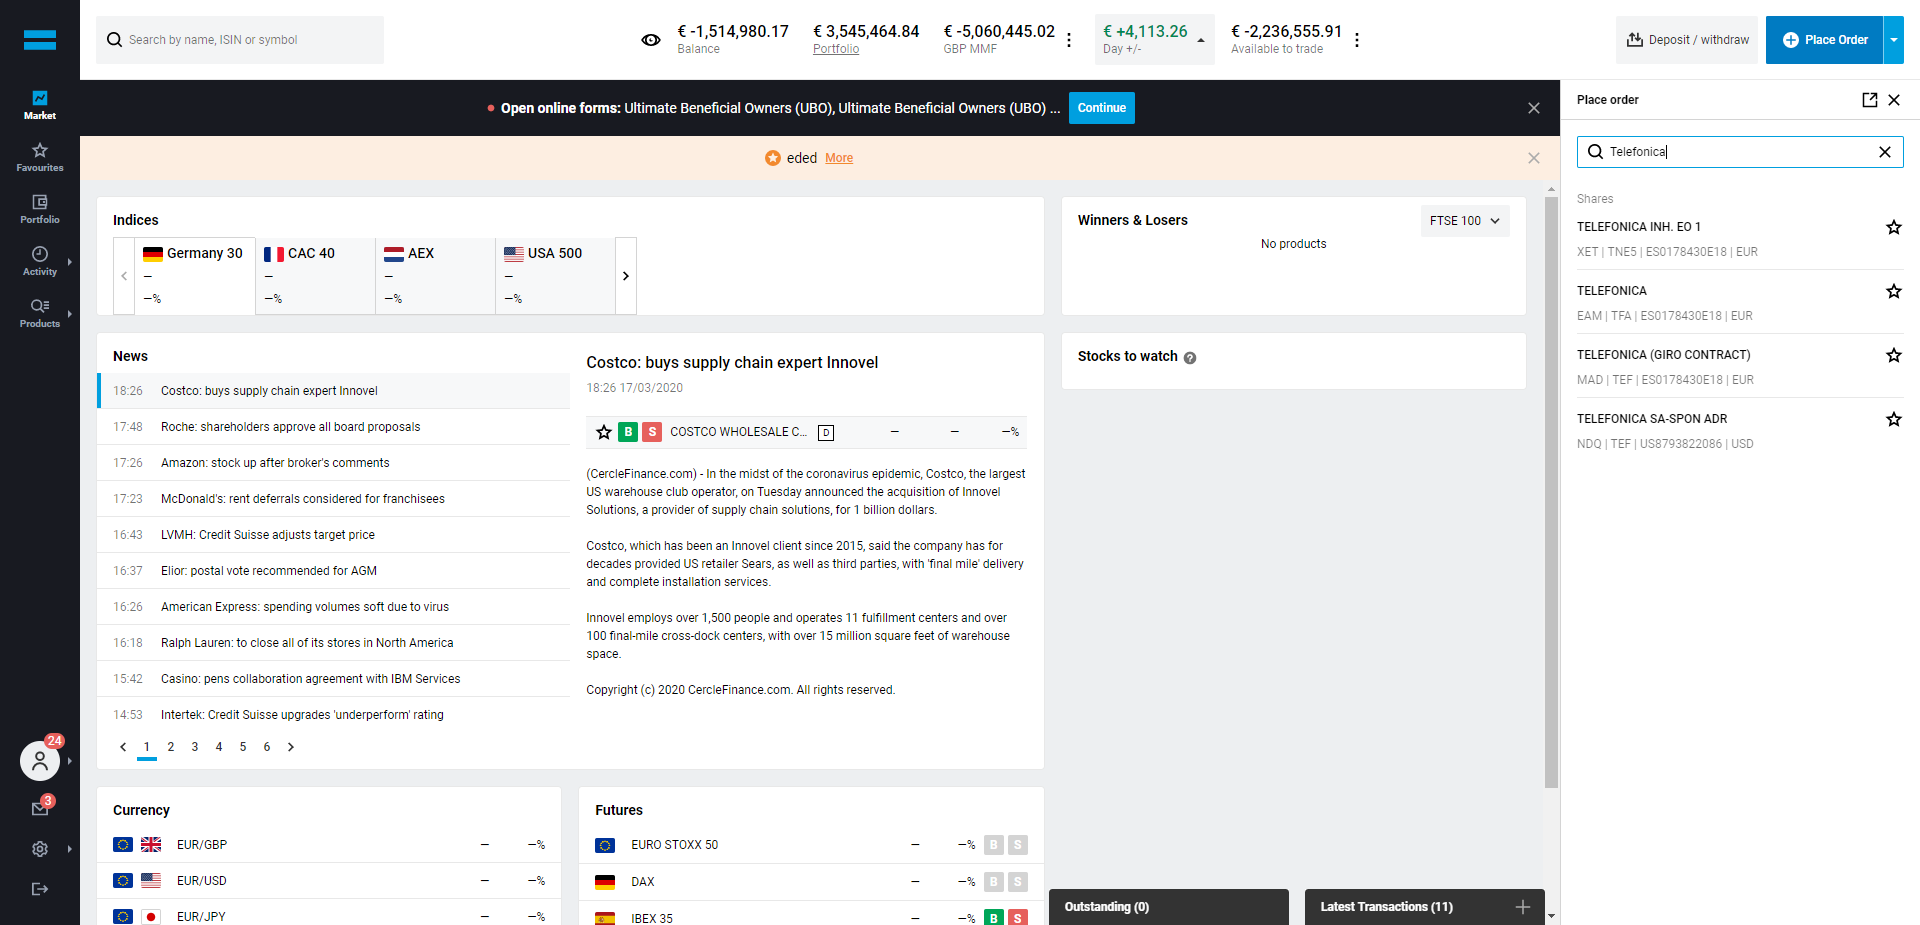 Search by name, ISIN or symbol
€ -1,514,980.17
Balance
€ 3,545,464.84
Portfolio
€ -5,060,445.02
GBP MMF
€ +4,113.26
Day +/-
€ -2,236,555.91
Available to trade
Deposit / withdraw
Place Order
Market
Favourites
Portfolio
Activity
Products
24
3
Open online forms: Ultimate Beneficial Owners (UBO), Ultimate Beneficial Owners (UBO) ...
Continue
eded More
Indices
Germany 30
–
–%
CAC 40
–
–%
AEX
–
–%
USA 500
–
–%
Winners & Losers
FTSE 100
No products
News
18:26 Costco: buys supply chain expert Innovel
17:48 Roche: shareholders approve all board proposals
17:26 Amazon: stock up after broker's comments
17:23 McDonald's: rent deferrals considered for franchisees
16:43 LVMH: Credit Suisse adjusts target price
16:37 Elior: postal vote recommended for AGM
16:26 American Express: spending volumes soft due to virus
16:18 Ralph Lauren: to close all of its stores in North America
15:42 Casino: pens collaboration agreement with IBM Services
14:53 Intertek: Credit Suisse upgrades 'underperform' rating
1 2 3 4 5 6
Costco: buys supply chain expert Innovel
18:26 17/03/2020
B S COSTCO WHOLESALE C... D – – –%
(CercleFinance.com) - In the midst of the coronavirus epidemic, Costco, the largest
US warehouse club operator, on Tuesday announced the acquisition of Innovel
Solutions, a provider of supply chain solutions, for 1 billion dollars.
Costco, which has been an Innovel client since 2015, said the company has for
decades provided US retailer Sears, as well as third parties, with 'final mile' delivery
and complete installation services.
Innovel employs over 1,500 people and operates 11 fulfillment centers and over
100 final-mile cross-dock centers, with over 15 million square feet of warehouse
space.
Copyright (c) 2020 CercleFinance.com. All rights reserved.
Stocks to watch ?
Currency
EUR/GBP – –%
EUR/USD – –%
EUR/JPY – –%
Futures
EURO STOXX 50 – –% B S
DAX – –% B S
IBEX 35 – –% B S
Outstanding (0)
Latest Transactions (11)
Place order
Telefonica
Shares
TELEFONICA INH. EO 1
XET | TNE5 | ES0178430E18 | EUR
TELEFONICA
EAM | TFA | ES0178430E18 | EUR
TELEFONICA (GIRO CONTRACT)
MAD | TEF | ES0178430E18 | EUR
TELEFONICA SA-SPON ADR
NDQ | TEF | US8793822086 | USD